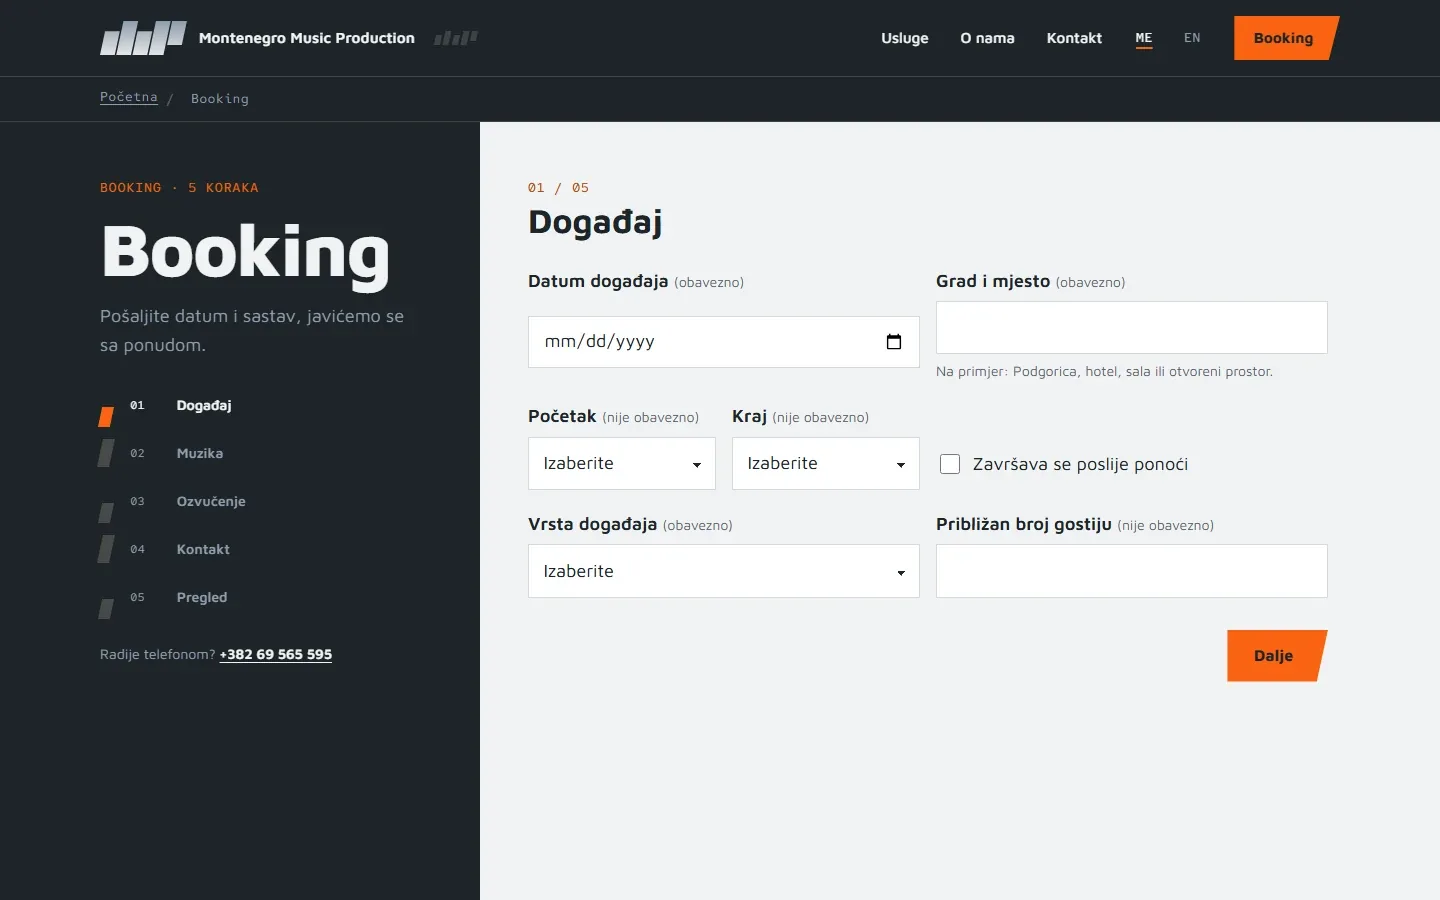 Montenegro Music Production
Usluge
O nama
Kontakt
ME
EN
Booking
Početna / Booking
BOOKING · 5 KORAKA
Booking
Pošaljite datum i sastav, javićemo se
sa ponudom.
01 Događaj
02 Muzika
03 Ozvučenje
04 Kontakt
05 Pregled
Radije telefonom? +382 69 565 595
01 / 05
Događaj
Datum događaja (obavezno)
mm/dd/yyyy
Grad i mjesto (obavezno)
Na primjer: Podgorica, hotel, sala ili otvoreni prostor.
Početak (nije obavezno)
Izaberite
Kraj (nije obavezno)
Izaberite
Završava se poslije ponoći
Vrsta događaja (obavezno)
Izaberite
Približan broj gostiju (nije obavezno)
Dalje